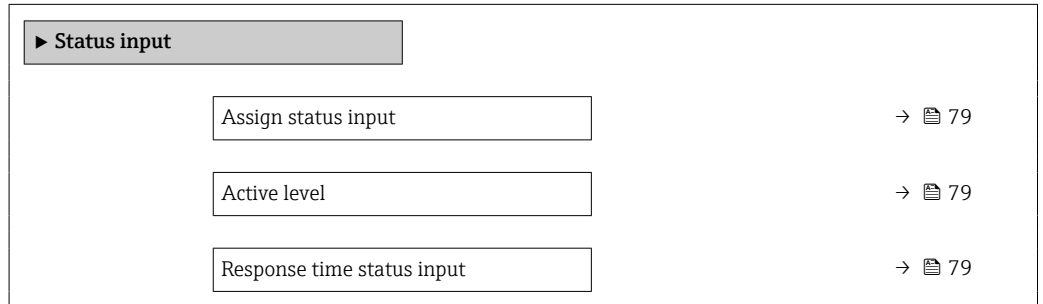 ▶ Status input
Assign status input → 79
Active level → 79
Response time status input → 79